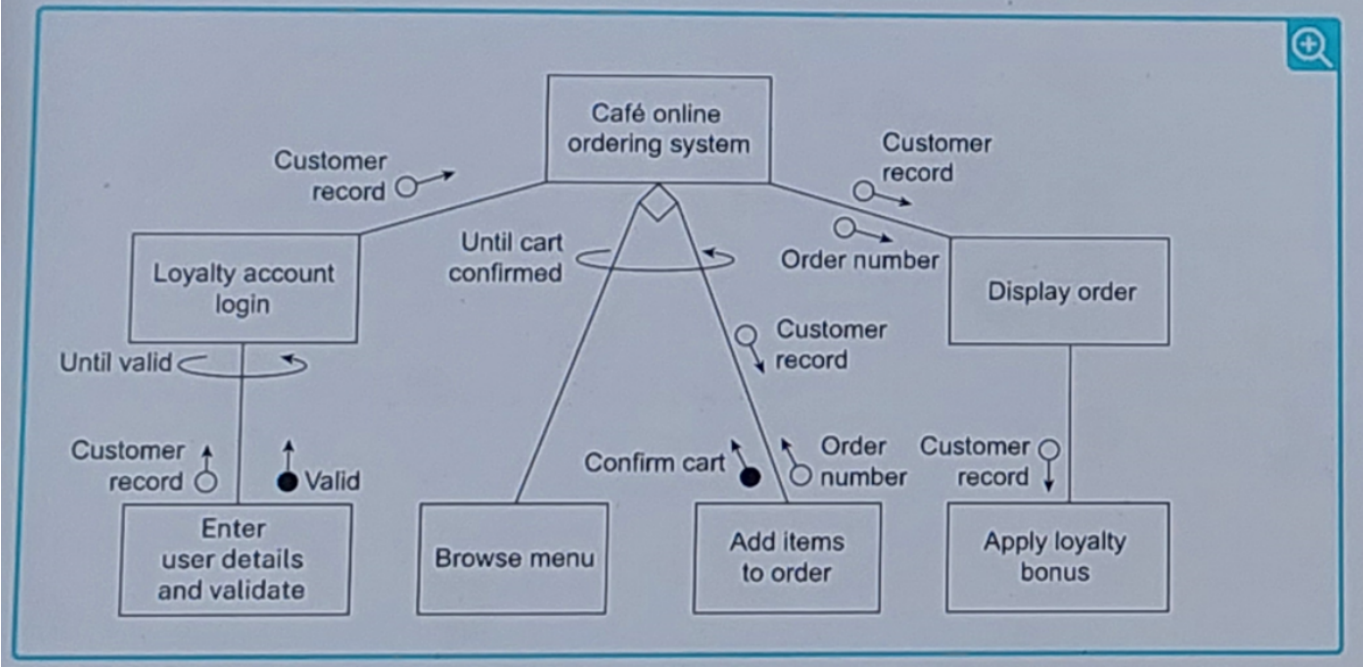 Café online
ordering system
Customer
record
Customer
record
Until cart
confirmed
Order number
Loyalty account
login
Display order
Customer
record
Until valid
Customer
record
Valid
Confirm cart
Order
number
Customer
record
Enter
user details
and validate
Browse menu
Add items
to order
Apply loyalty
bonus